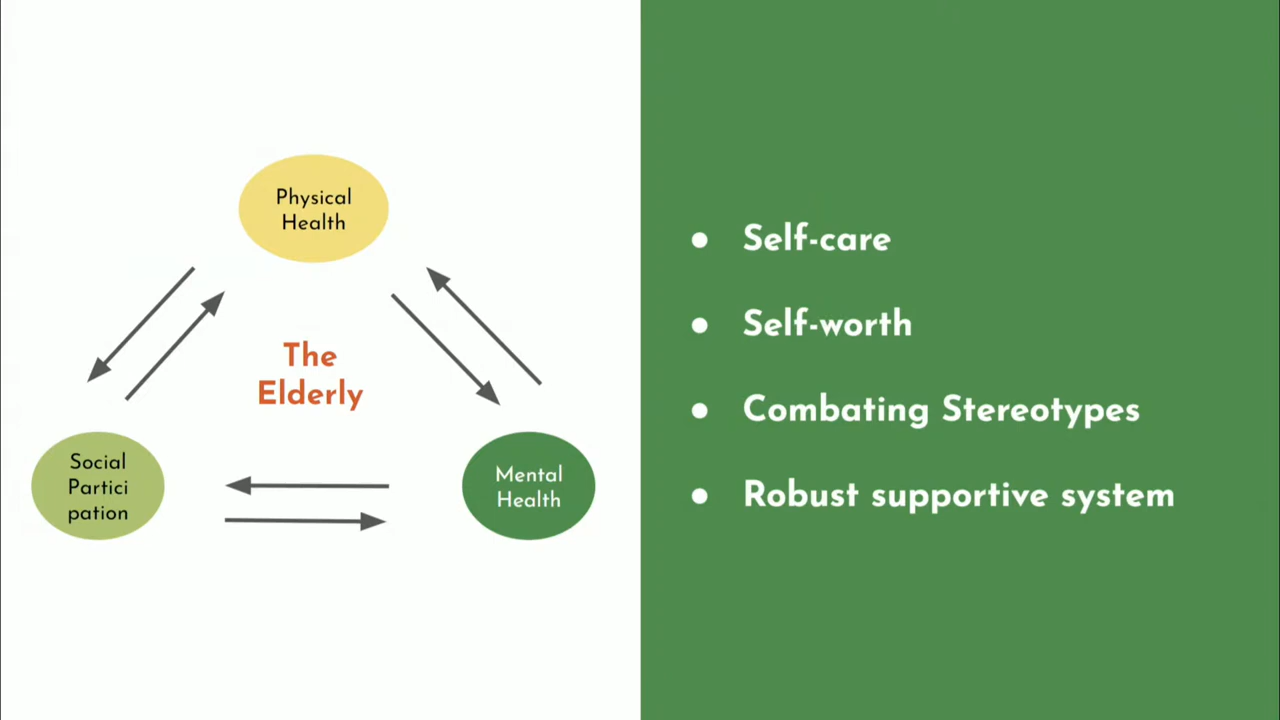 Physical
Health
The
Elderly
Social
Partici
pation
Mental
Health
● Self-care
● Self-worth
● Combating Stereotypes
● Robust supportive system